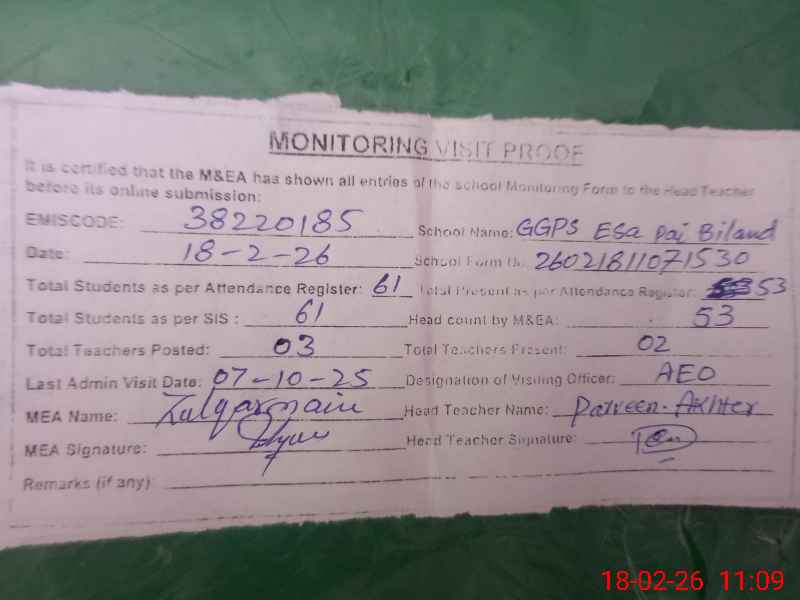 MONITORING VISIT PROOF
It is certified that the M&EA has shown all entries of the school Monitoring Form to the Head Teacher
before its online submission:
EMISCODE: 38220185 School Name: GGPS Esa Pai Biland
Date: 18-2-26 School Form No. 26021811071530
Total Students as per Attendance Register: 61 Total Present as per Attendance Register: 53
Total Students as per SIS : 61 Head count by M&EA: 53
Total Teachers Posted: 03 Total Teachers Present: 02
Last Admin Visit Date: 07-10-25 Designation of Visiting Officer: AEO
MEA Name: Zulqarnain Head Teacher Name: Parveen. Akhter
MEA Signature: Head Teacher Signature:
Remarks (if any):
18-02-26 11:09